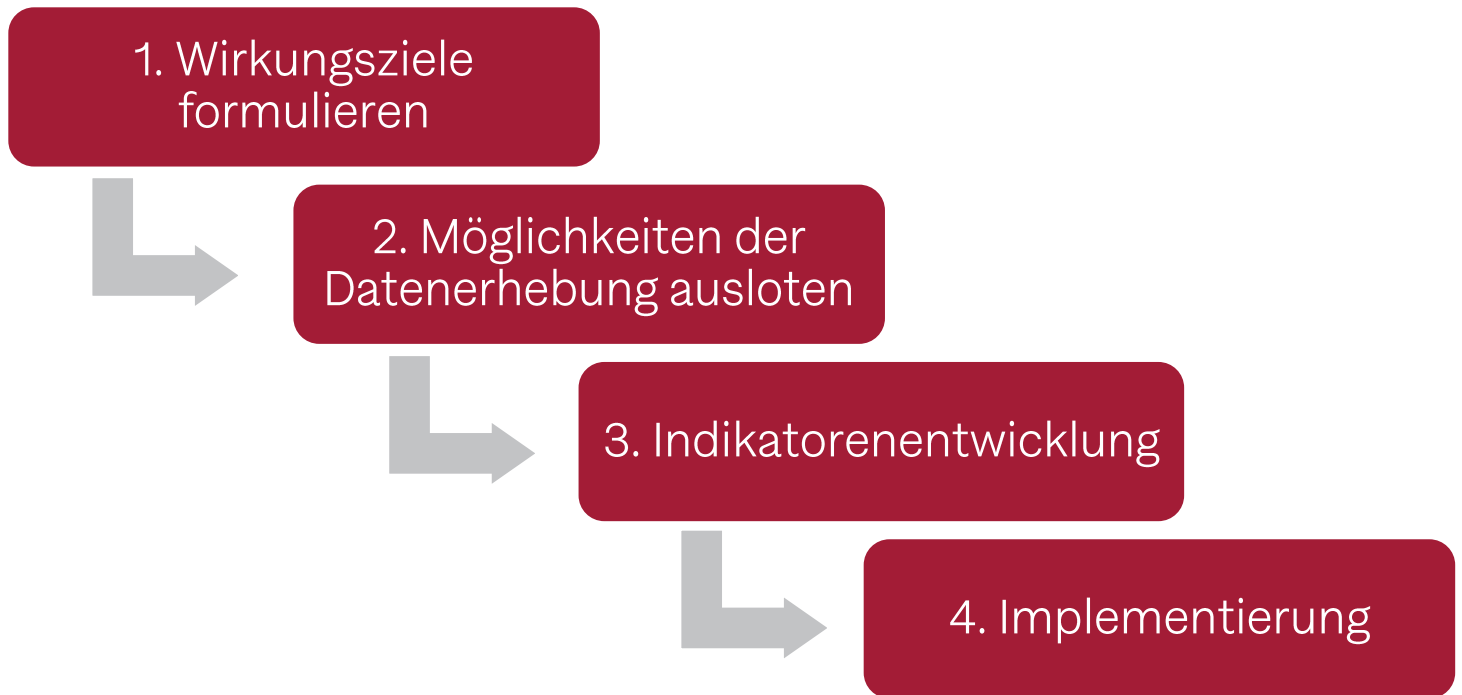 1. Wirkungsziele
formulieren
2. Möglichkeiten der
Datenerhebung ausloten
3. Indikatorenentwicklung
4. Implementierung